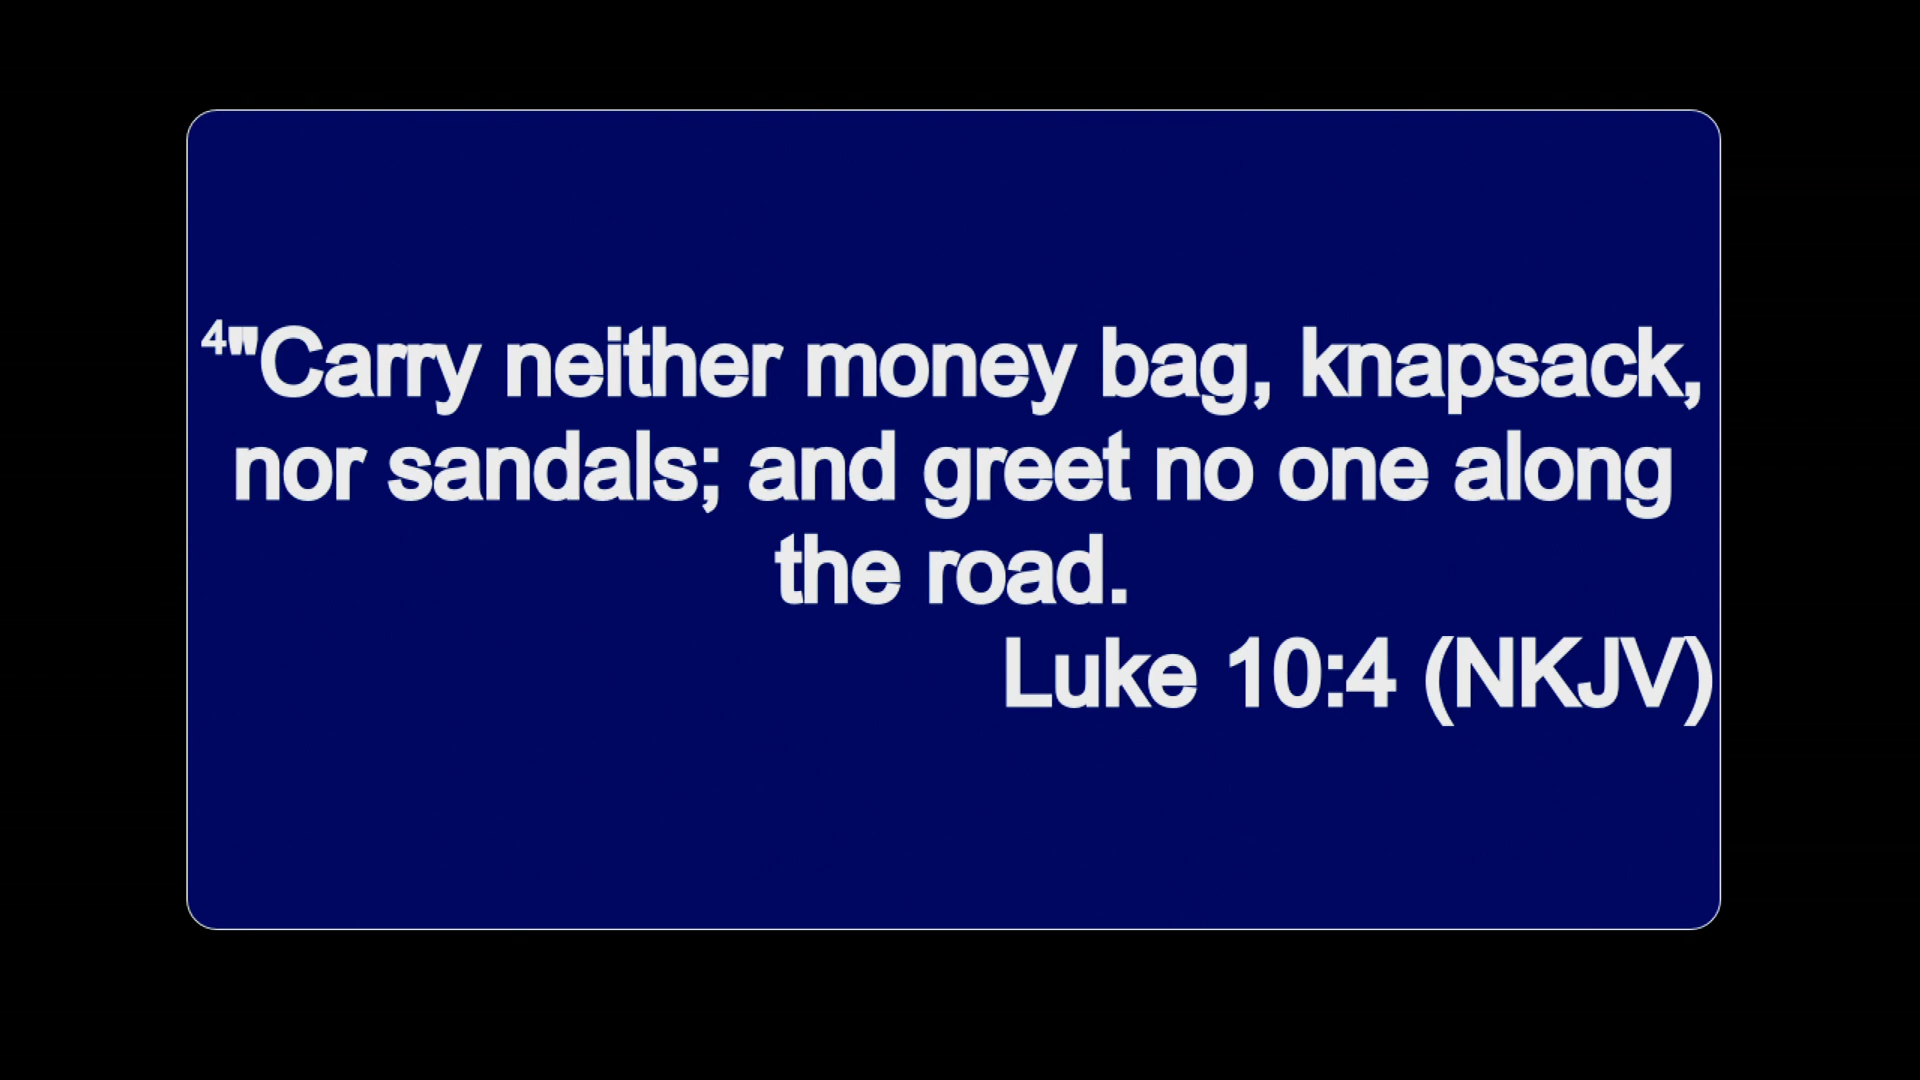 ⁴"Carry neither money bag, knapsack,
nor sandals; and greet no one along
the road.
Luke 10:4 (NKJV)